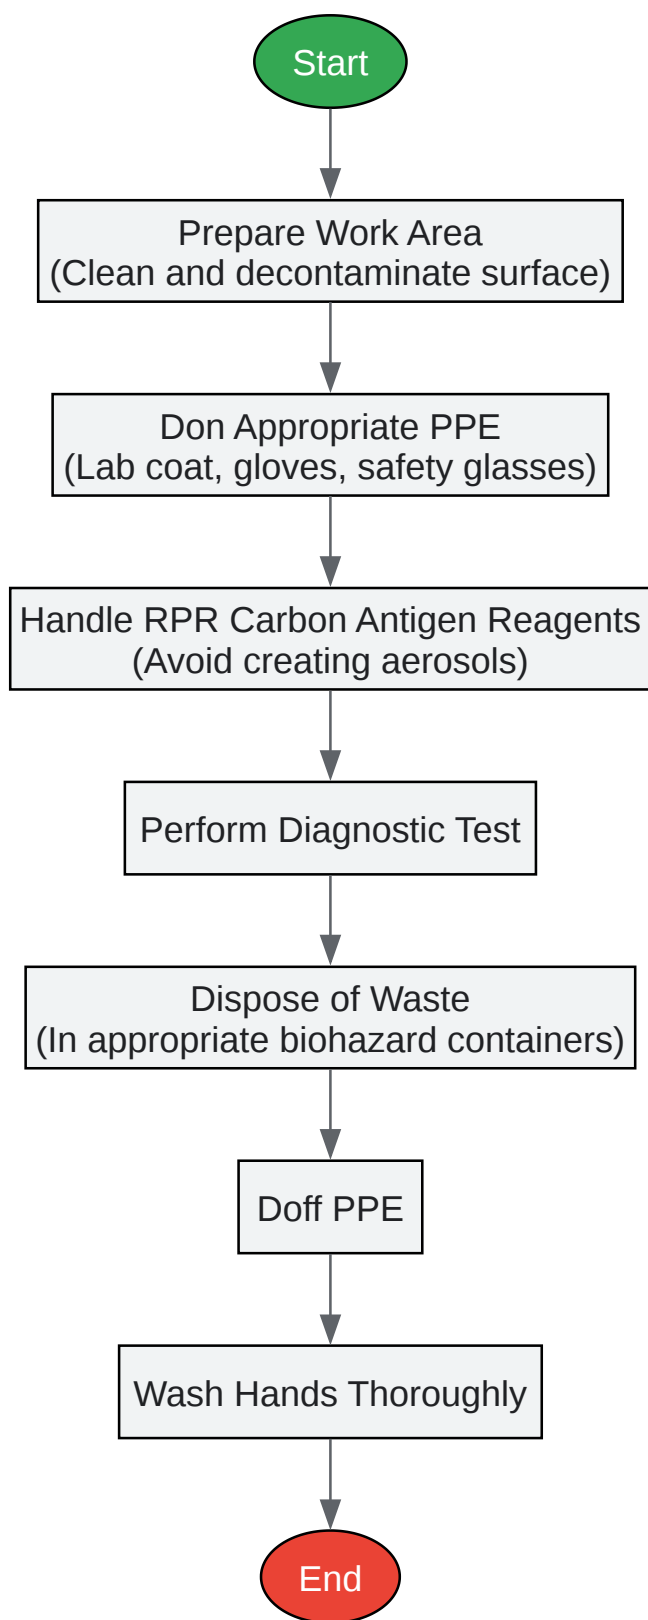 Start
Prepare Work Area
(Clean and decontaminate surface)
Don Appropriate PPE
(Lab coat, gloves, safety glasses)
Handle RPR Carbon Antigen Reagents
(Avoid creating aerosols)
Perform Diagnostic Test
Dispose of Waste
(In appropriate biohazard containers)
Doff PPE
Wash Hands Thoroughly
End